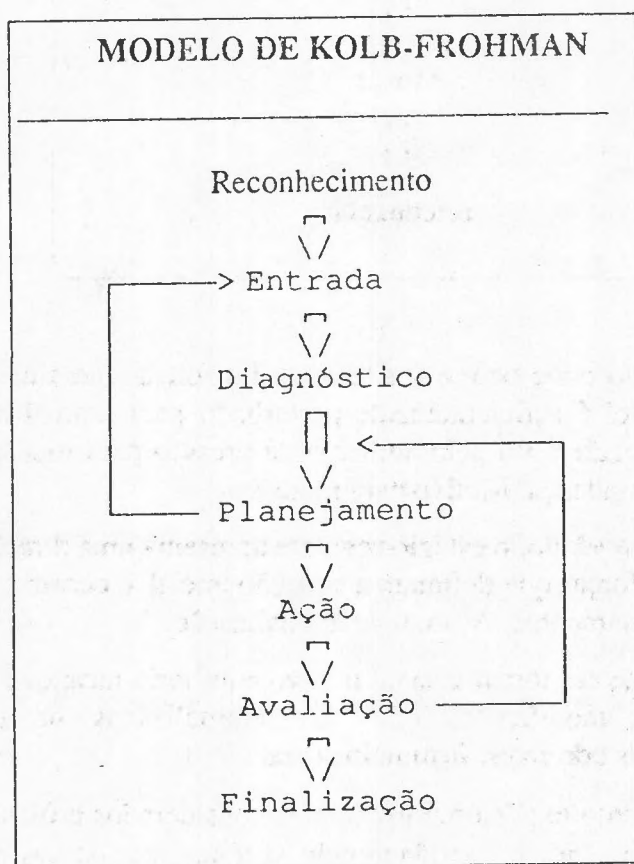 MODELO DE KOLB-FROHMAN
Reconhecimento
Entrada
Diagnóstico
Planejamento
Ação
Avaliação
Finalização